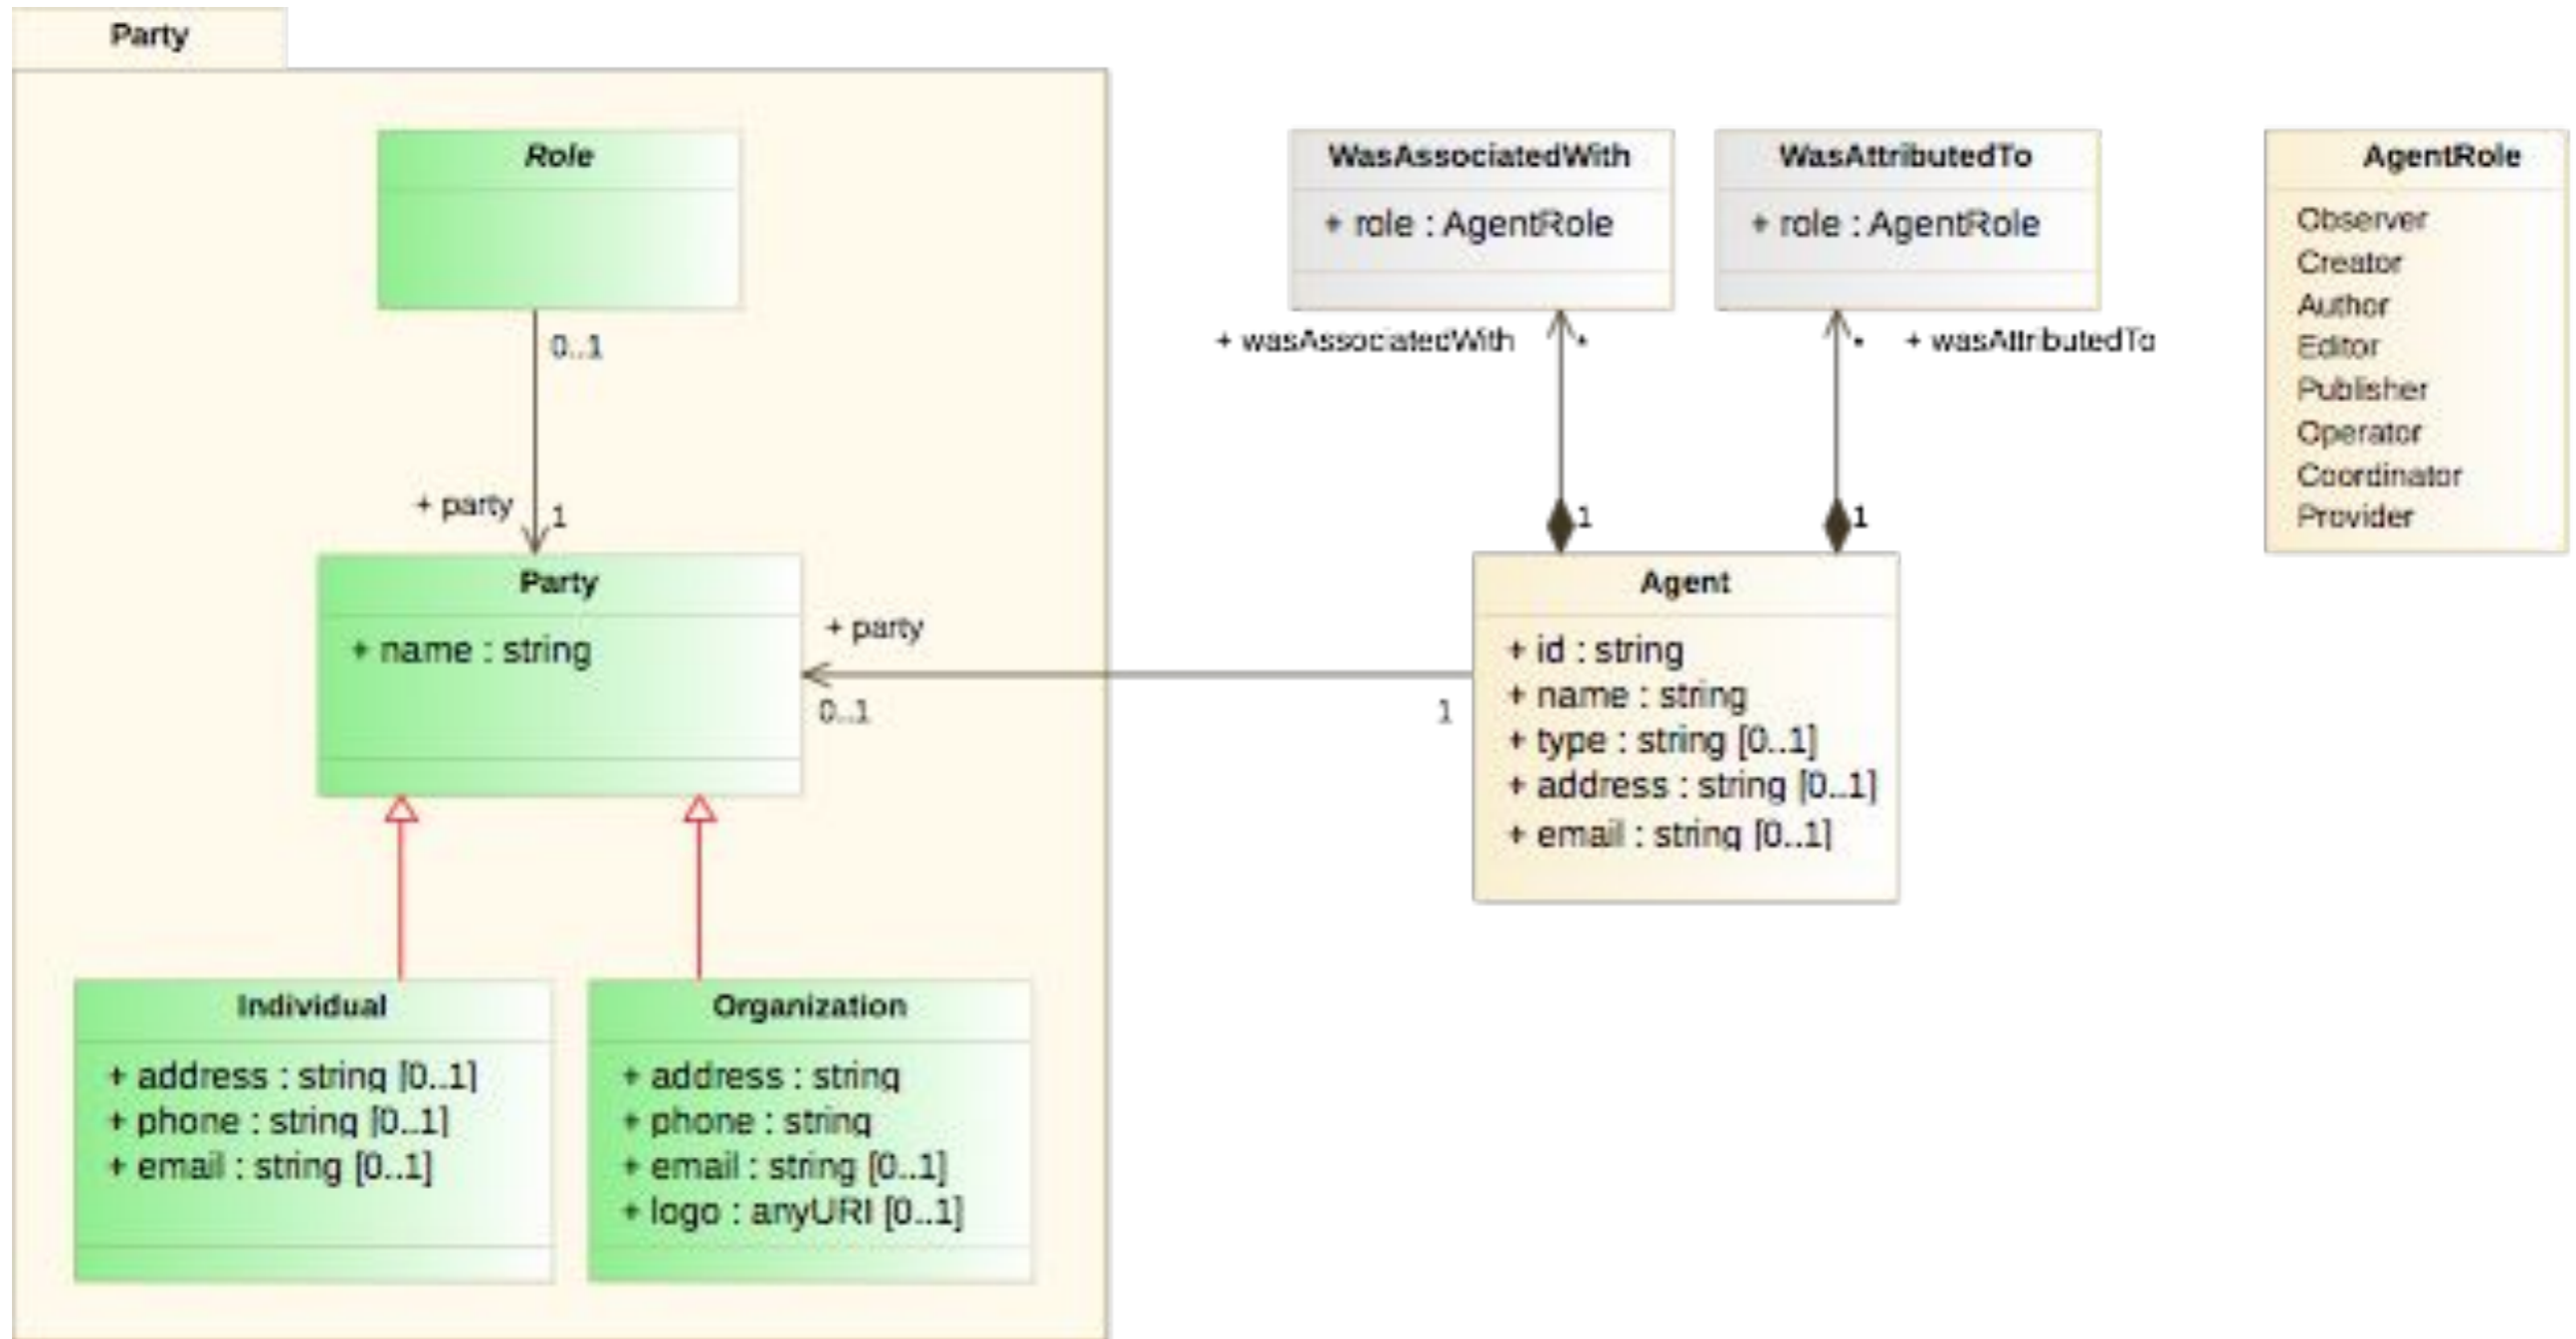 Party
Role
0..1
+ party
1
Party
+ name : string
Individual
+ address : string [0..1]
+ phone : string [0..1]
+ email : string [0..1]
Organization
+ address : string
+ phone : string
+ email : string [0..1]
+ logo : anyURI [0..1]
+ party
0..1
1
WasAssociatedWith
+ role : AgentRole
+ wasAssociatedWith
*
1
WasAttributedTo
+ role : AgentRole
*
+ wasAttributedTo
1
Agent
+ id : string
+ name : string
+ type : string [0..1]
+ address : string [0..1]
+ email : string [0..1]
AgentRole
Observer
Creator
Author
Editor
Publisher
Operator
Coordinator
Provider